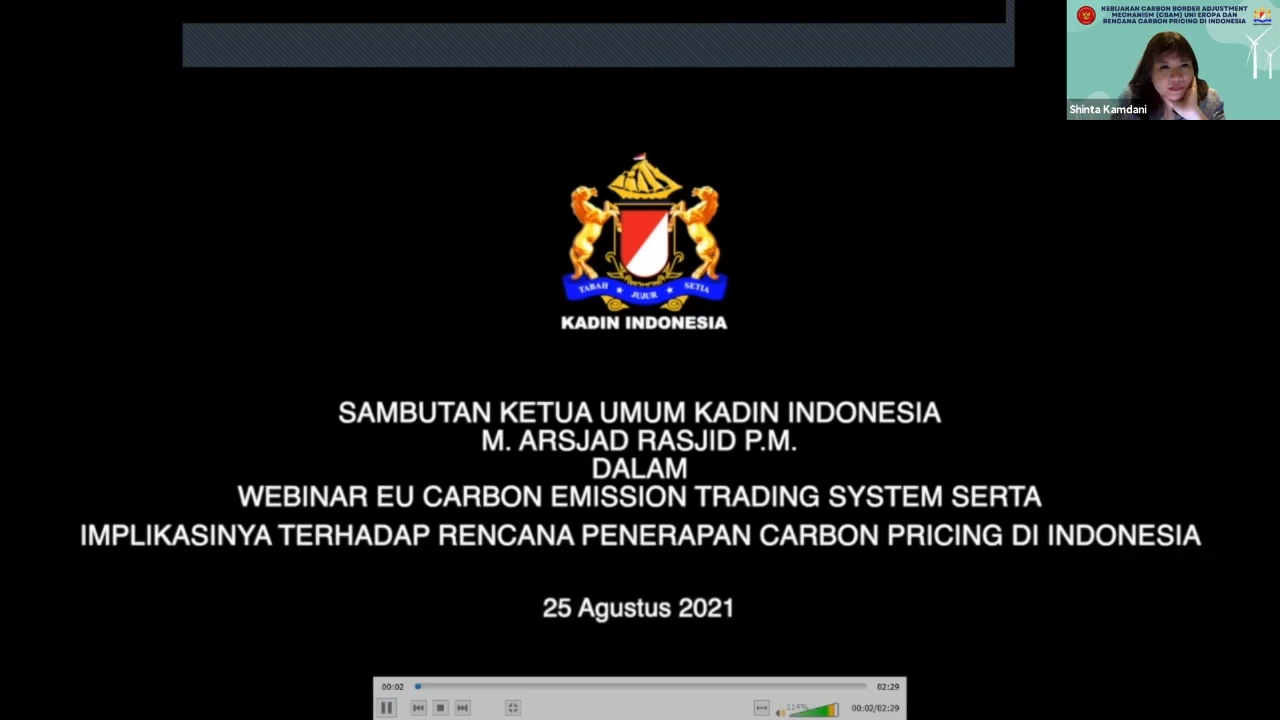 KEBIJAKAN CARBON BORDER ADJUSTMENT
MECHANISM (CBAM) UNI EROPA DAN
RENCANA CARBON PRICING DI INDONESIA
Shinta Kamdani
TABAH ★ JUJUR ★ SETIA
KADIN INDONESIA
SAMBUTAN KETUA UMUM KADIN INDONESIA
M. ARSJAD RASJID P.M.
DALAM
WEBINAR EU CARBON EMISSION TRADING SYSTEM SERTA
IMPLIKASINYA TERHADAP RENCANA PENERAPAN CARBON PRICING DI INDONESIA
25 Agustus 2021
00:02 02:29
114% 00:02/02:29